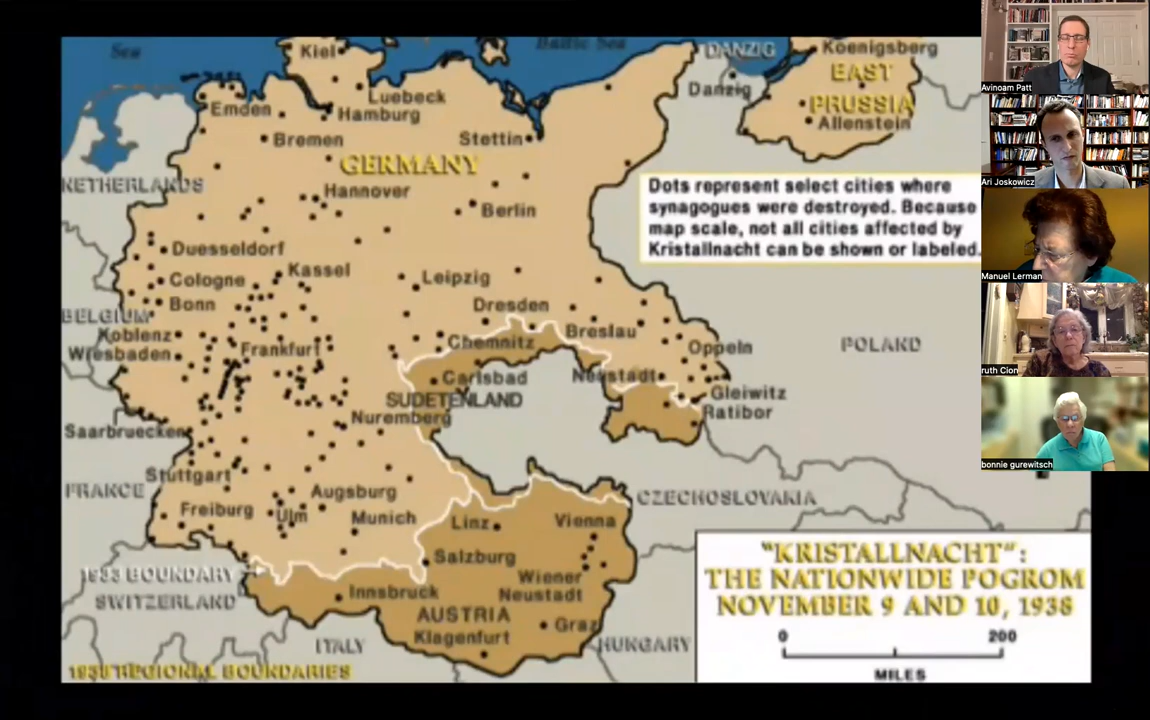 Sea
Kiel
Baltic Sea
DANZIG
Koenigsberg
EAST
PRUSSIA
Danzig
Allenstein
Emden
Luebeck
Hamburg
Bremen
Stettin
GERMANY
NETHERLANDS
Hannover
Berlin
Dots represent select cities where
synagogues were destroyed. Because
map scale, not all cities affected by
Kristallnacht can be shown or labeled.
Duesseldorf
Cologne
Kassel
Leipzig
Bonn
Dresden
BELGIUM
Koblenz
Wiesbaden
Frankfurt
Chemnitz
Breslau
Oppeln
POLAND
Carlsbad
Neustadt
SUDETENLAND
Gleiwitz
Ratibor
Nuremberg
Saarbruecken
Stuttgart
FRANCE
Augsburg
CZECHOSLOVAKIA
Freiburg
Ulm
Munich
Linz
Vienna
Salzburg
1933 BOUNDARY
SWITZERLAND
Innsbruck
Wiener
Neustadt
AUSTRIA
Klagenfurt
Graz
ITALY
HUNGARY
1938 REGIONAL BOUNDARIES
"KRISTALLNACHT":
THE NATIONWIDE POGROM
NOVEMBER 9 AND 10, 1938
0 200
MILES
Avinoam Patt
Ari Joskowicz
Manuel Lerman
ruth Cion
bonnie gurewitsch